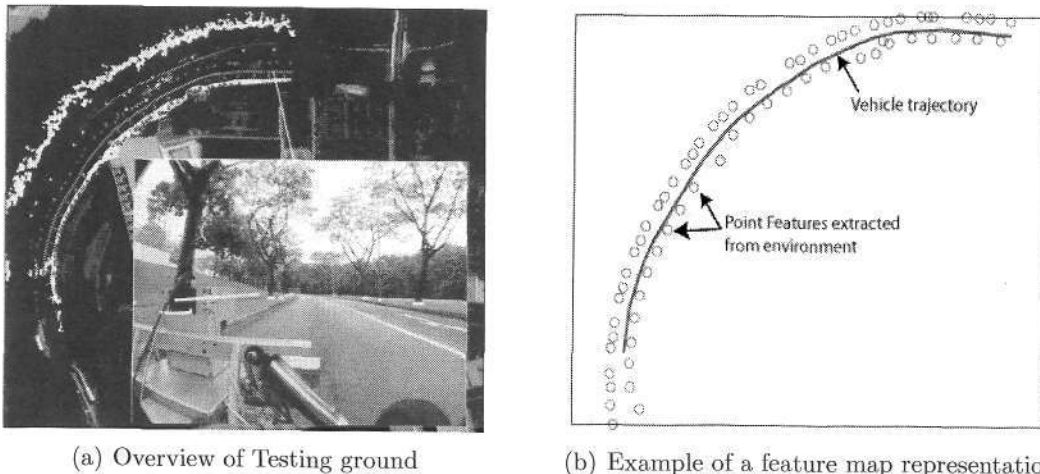 Vehicle trajectory
Point Features extracted
from environment
(a) Overview of Testing ground
(b) Example of a feature map representatio